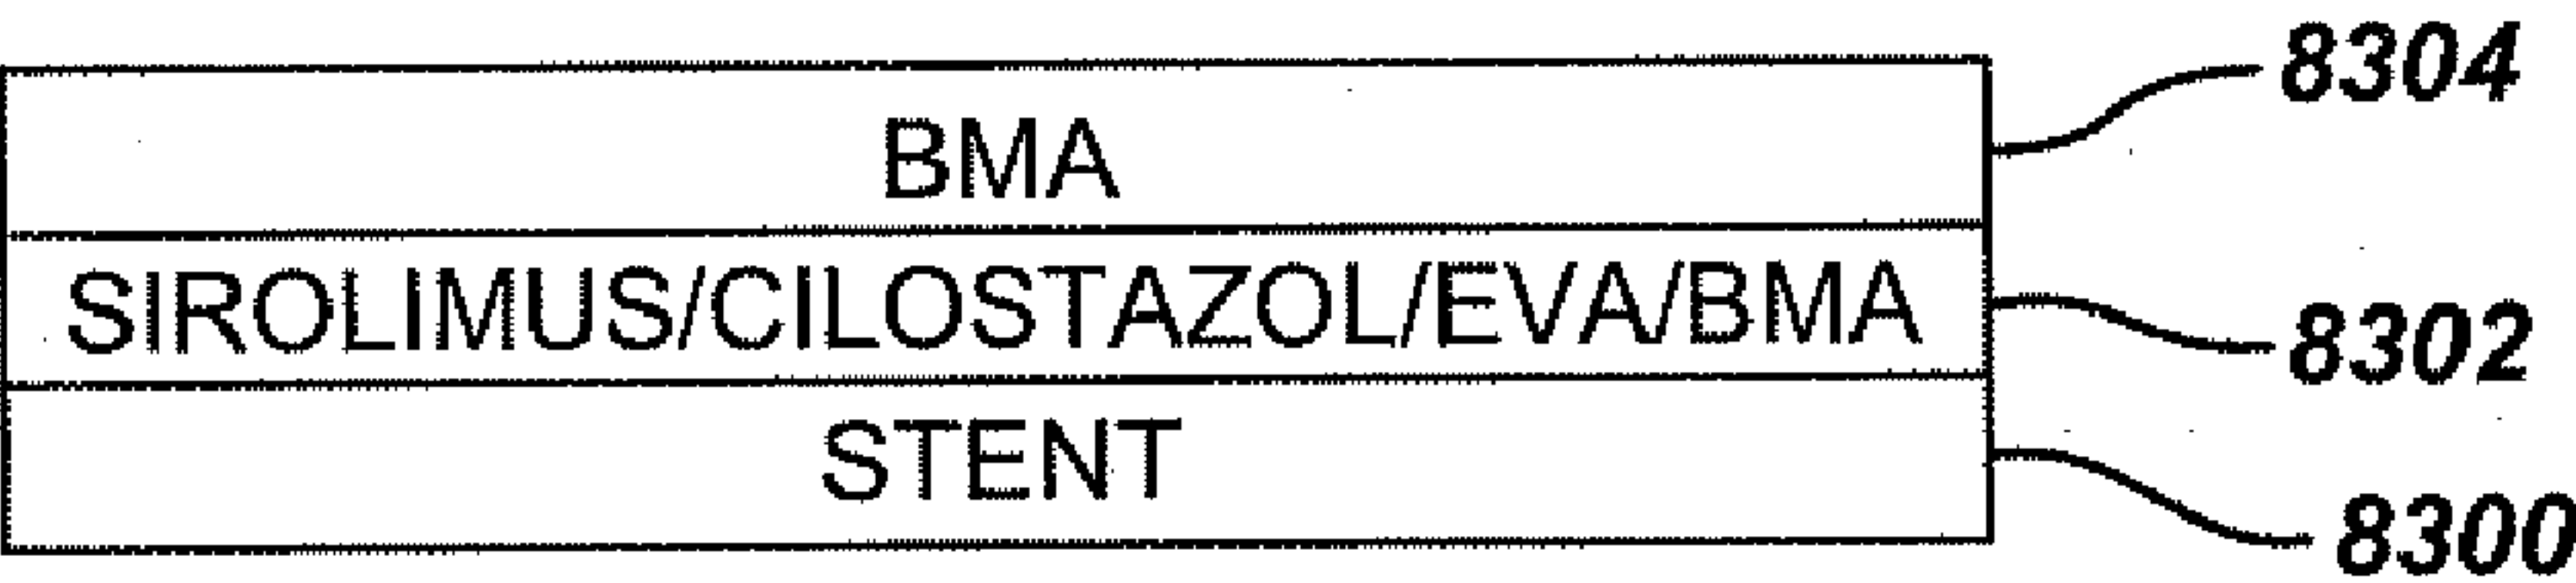 BMA 8304
SIROLIMUS/CILOSTAZOL/EVA/BMA 8302
STENT 8300